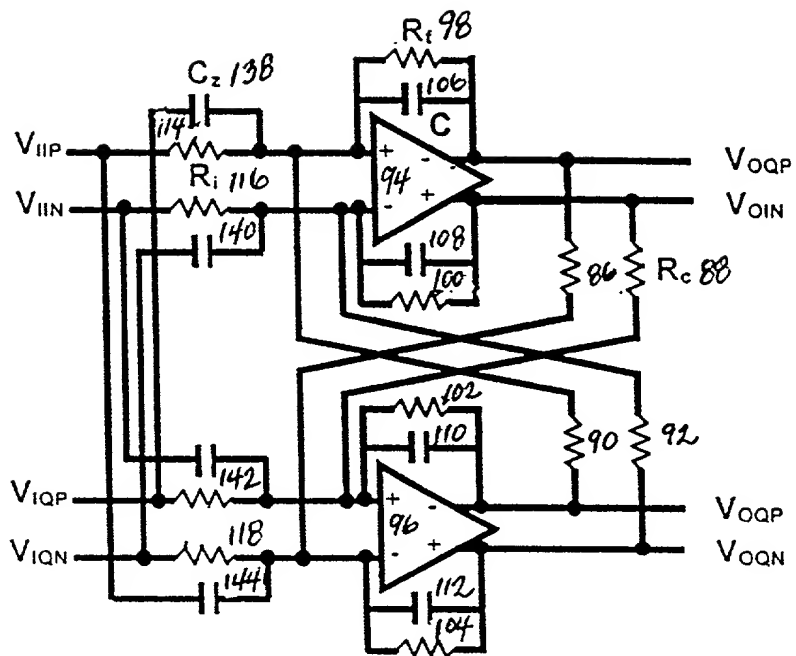 Rf 98
Cz 138
106
C
114
VIIP
+
-
94
VOQP
Ri 116
VIIN
-
+
VOIN
140
108
100
86
Rc 88
102
110
90
92
142
VIQP
+
-
96
VOQP
118
VIQN
-
+
VOQN
144
112
104